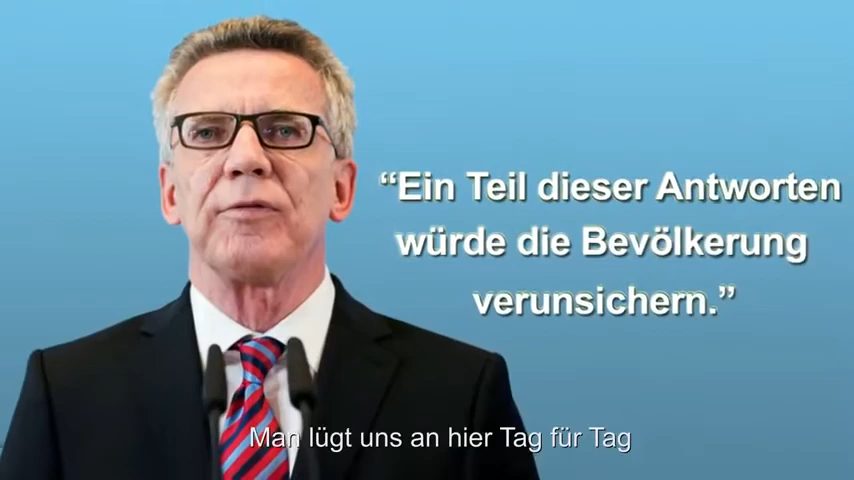 “Ein Teil dieser Antworten
würde die Bevölkerung
verunsichern.”
Man lügt uns an hier Tag für Tag